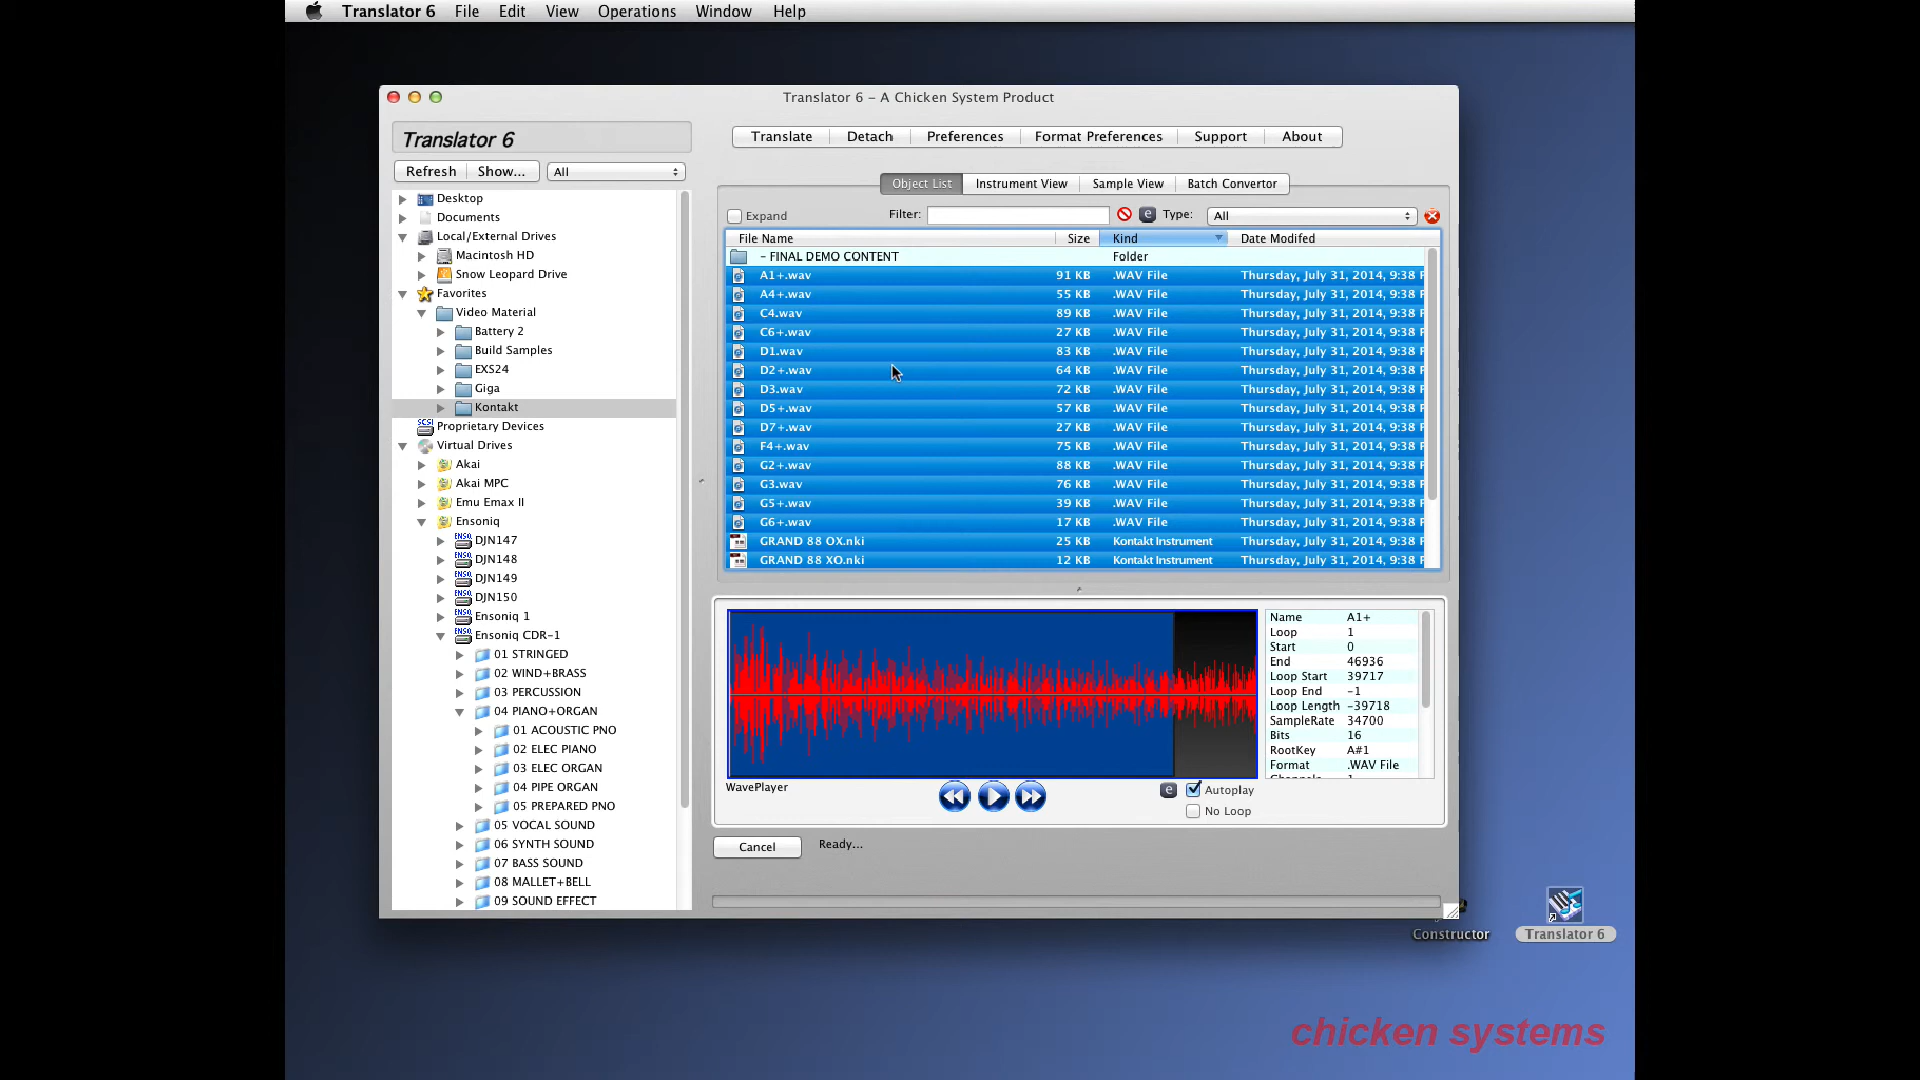 Translator 6 File Edit View Operations Window Help
Translator 6 – A Chicken System Product
Translator 6
Translate Detach Preferences Format Preferences Support About
Refresh Show... All
Object List Instrument View Sample View Batch Convertor
Expand Filter: e Type: All
File Name Size Kind Date Modifed
- FINAL DEMO CONTENT Folder
A1+.wav 91 KB .WAV File Thursday, July 31, 2014, 9:38
A4+.wav 55 KB .WAV File Thursday, July 31, 2014, 9:38
C4.wav 89 KB .WAV File Thursday, July 31, 2014, 9:38
C6+.wav 27 KB .WAV File Thursday, July 31, 2014, 9:38
D1.wav 83 KB .WAV File Thursday, July 31, 2014, 9:38
D2+.wav 64 KB .WAV File Thursday, July 31, 2014, 9:38
D3.wav 72 KB .WAV File Thursday, July 31, 2014, 9:38
D5+.wav 57 KB .WAV File Thursday, July 31, 2014, 9:38
D7+.wav 27 KB .WAV File Thursday, July 31, 2014, 9:38
F4+.wav 75 KB .WAV File Thursday, July 31, 2014, 9:38
G2+.wav 88 KB .WAV File Thursday, July 31, 2014, 9:38
G3.wav 76 KB .WAV File Thursday, July 31, 2014, 9:38
G5+.wav 39 KB .WAV File Thursday, July 31, 2014, 9:38
G6+.wav 17 KB .WAV File Thursday, July 31, 2014, 9:38
GRAND 88 OX.nki 25 KB Kontakt Instrument Thursday, July 31, 2014, 9:38
GRAND 88 XO.nki 12 KB Kontakt Instrument Thursday, July 31, 2014, 9:38
Desktop
Documents
Local/External Drives
Macintosh HD
Snow Leopard Drive
Favorites
Video Material
Battery 2
Build Samples
EXS24
Giga
Kontakt
SCSI Proprietary Devices
Virtual Drives
Akai
Akai MPC
Emu Emax II
Ensoniq
ENSQ DJN147
ENSQ DJN148
ENSQ DJN149
ENSQ DJN150
ENSQ Ensoniq 1
ENSQ Ensoniq CDR-1
01 STRINGED
02 WIND+BRASS
03 PERCUSSION
04 PIANO+ORGAN
01 ACOUSTIC PNO
02 ELEC PIANO
03 ELEC ORGAN
04 PIPE ORGAN
05 PREPARED PNO
05 VOCAL SOUND
06 SYNTH SOUND
07 BASS SOUND
08 MALLET+BELL
09 SOUND EFFECT
Name A1+
Loop 1
Start 0
End 46936
Loop Start 39717
Loop End -1
Loop Length -39718
SampleRate 34700
Bits 16
RootKey A#1
Format .WAV File
WavePlayer
e Autoplay
No Loop
Cancel Ready...
Constructor Translator 6
chicken systems